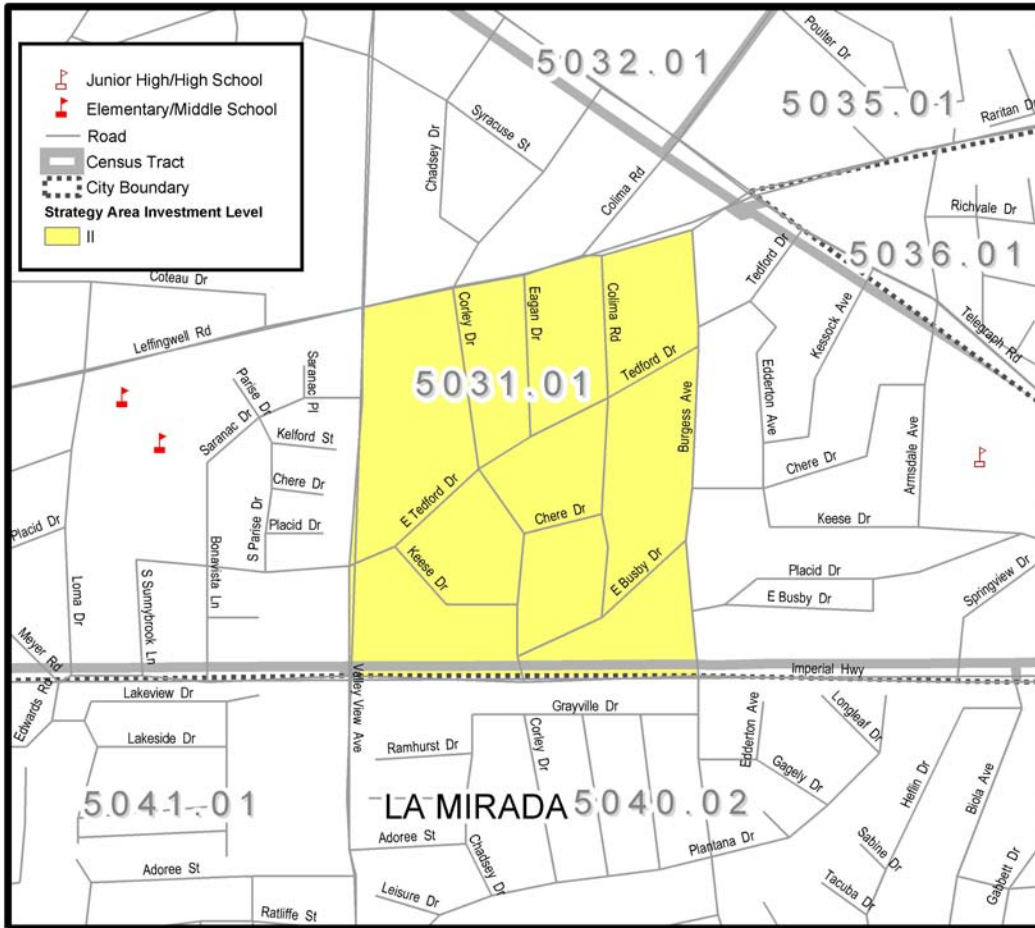 Junior High/High School
Elementary/Middle School
Road
Census Tract
City Boundary
Strategy Area Investment Level
II
5032.01
Poulter Dr
5035.01
Raritan Dr
Syracuse St
Chadsey Dr
Colima Rd
Richvale Dr
Tedford Dr
5036.01
Coteau Dr
Corley Dr
Eagan Dr
Colima Rd
Kessock Ave
Telegraph Rd
Leffingwell Rd
Saranac Pl
5031.01
Tedford Dr
Edderton Ave
Parise Dr
Saranac Dr
Kelford St
Burgess Ave
Chere Dr
Armsdale Ave
Chere Dr
E Tedford Dr
Chere Dr
Keese Dr
Placid Dr
Placid Dr
S Parise Dr
Keese Dr
E Busby Dr
Placid Dr
E Busby Dr
Springview Dr
Loma Dr
S Sunnybrook Ln
Bonavista Ln
Meyer Rd
Imperial Hwy
Edwards Rd
Lakeview Dr
Valley View Ave
Grayville Dr
Edderton Ave
Longleaf Dr
Lakeside Dr
Ramhurst Dr
Corley Dr
Gagely Dr
Heflin Dr
Biola Ave
5041.01
LA MIRADA
5040.02
Adoree St
Chadsey Dr
Plantana Dr
Sabine Dr
Adoree St
Leisure Dr
Tacuba Dr
Gabbett Dr
Ratliffe St